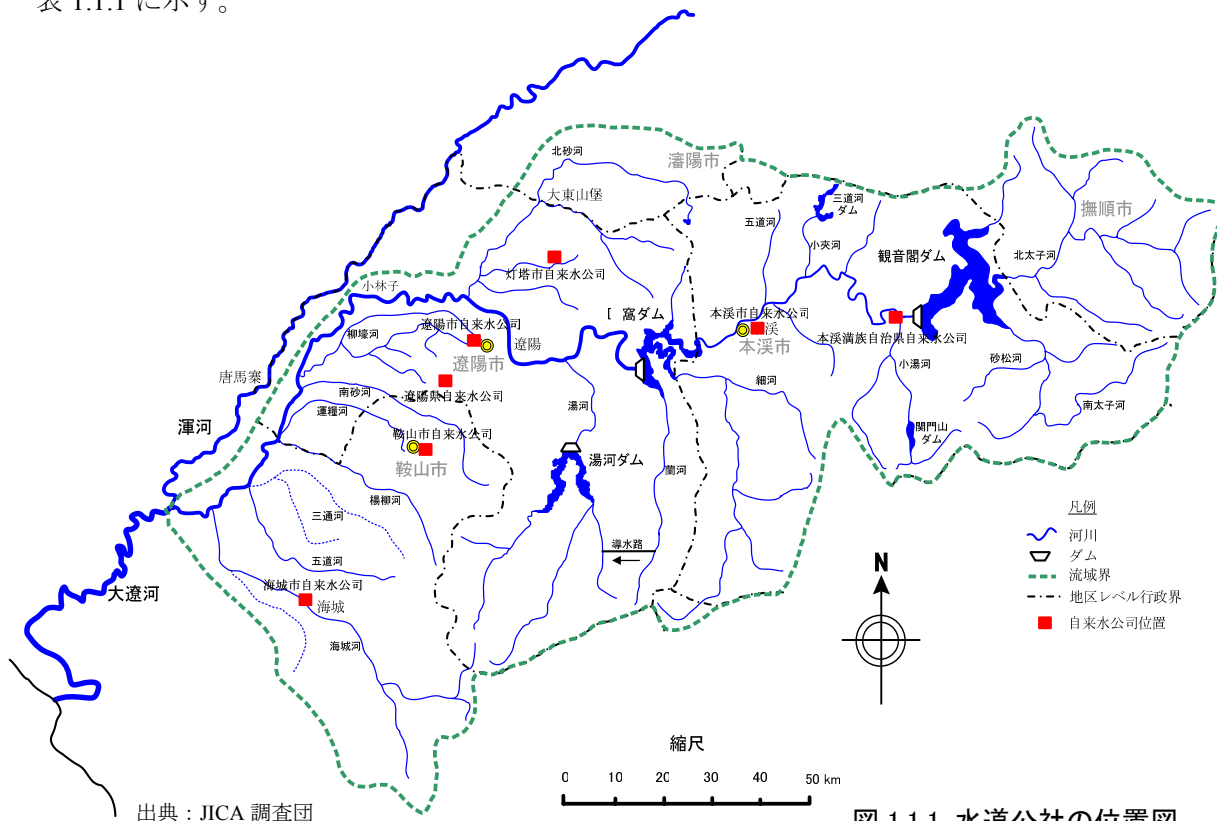 表 1.1.1 に示す。
北砂河
瀋陽市
大東山堡
五道河
三道河
ダム
撫順市
小夾河
観音閣ダム
北太子河
灯塔市自来水公司
小林子
[ 窩ダム
本渓市自来水公司
渓
本渓市
遼陽市自来水公司
柳壕河
遼陽
遼陽市
本渓満族自治県自来水公司
小湯河
砂松河
唐馬寨
遼陽県自来水公司
南砂河
運糧河
湯河
細河
南太子河
渾河
鞍山市自来水公司
鞍山市
関門山
ダム
湯河ダム
蘭河
楊柳河
三通河
導水路
五道河
大遼河
海城市自来水公司
海城
海城河
凡例
河川
ダム
流域界
地区レベル行政界
自来水公司位置
N
縮尺
0 10 20 30 40 50 km
出典：JICA 調査団
図 1.1.1 水道公社の位置図